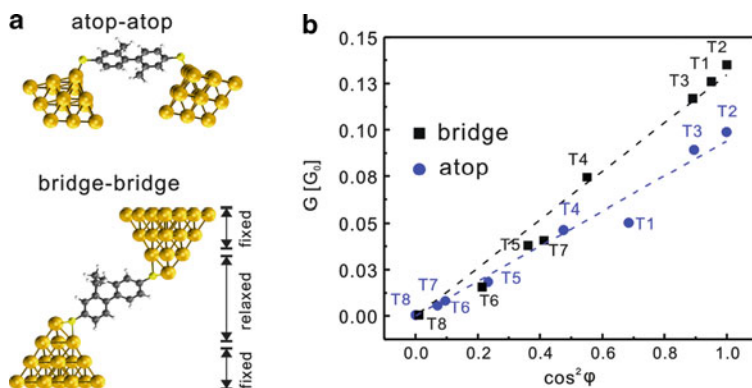 a
atop-atop
bridge-bridge
fixed
relaxed
fixed
b
G [G₀]
0.15
0.13
0.10
0.08
0.05
0.03
0.00
bridge
atop
T2
T1
T3
T2
T3
T4
T4
T1
T5
T7
T5
T7
T6
T6
T8
T8
0.0
0.2
0.4
0.6
0.8
1.0
cos²φ